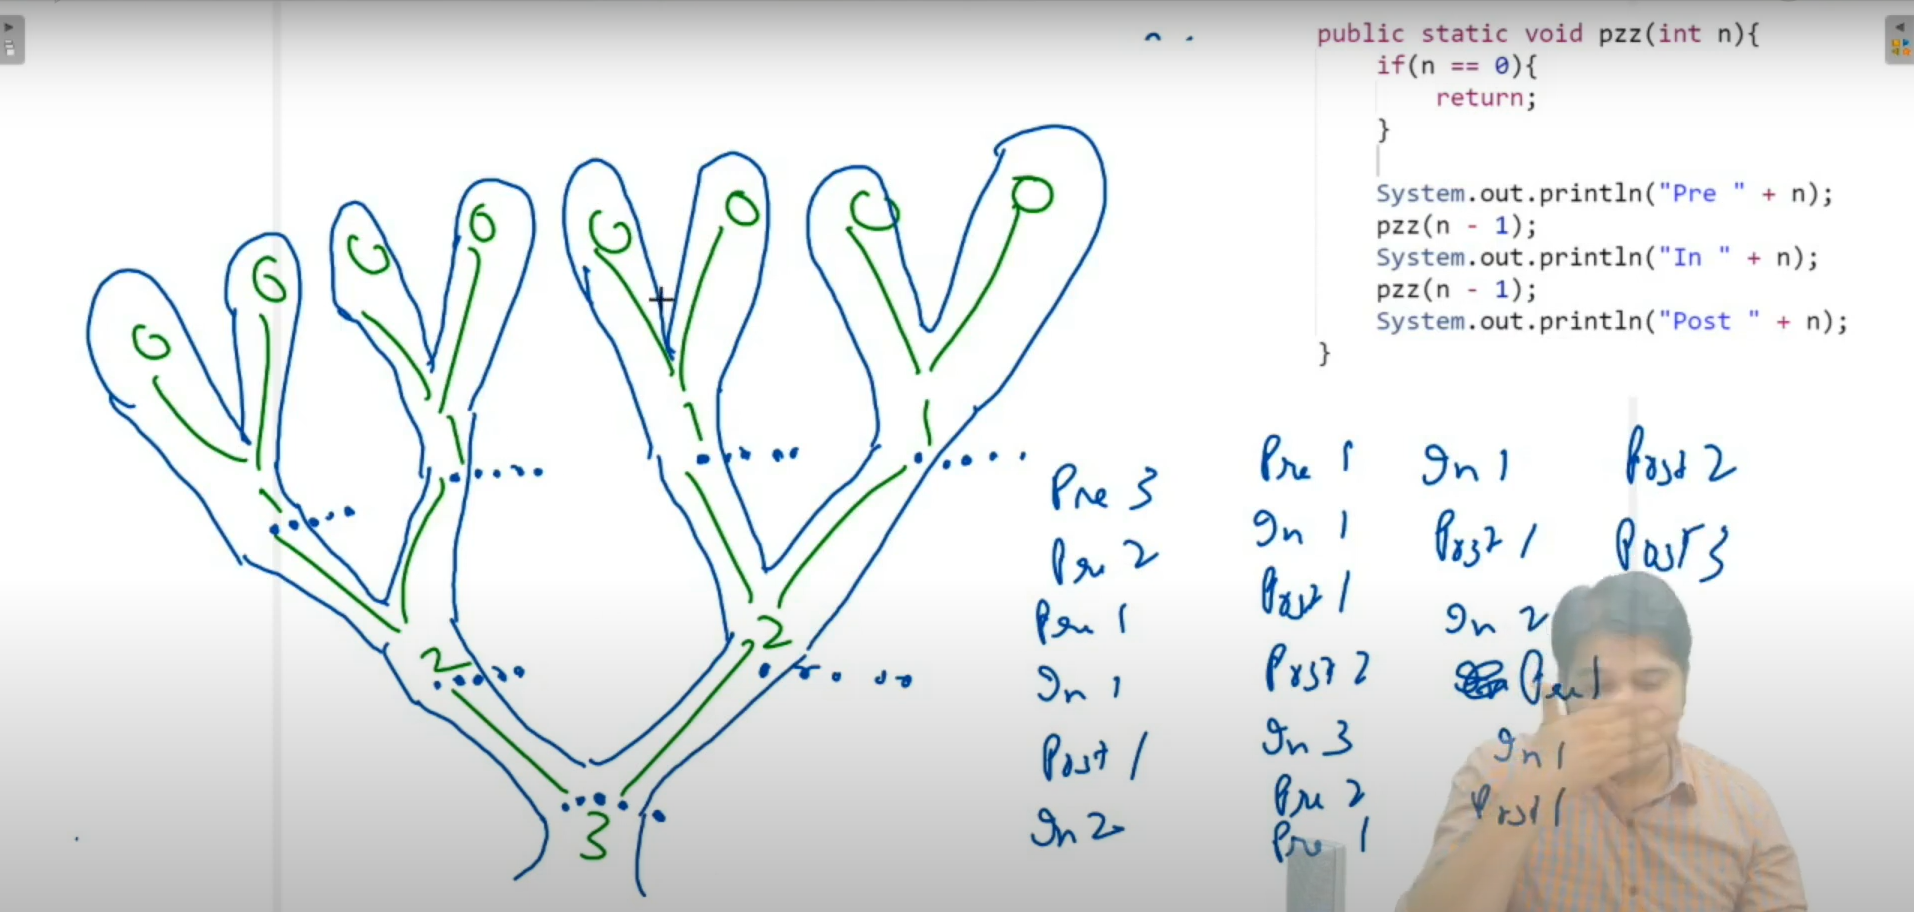 public static void pzz(int n){
if(n == 0){
return;
}
System.out.println("Pre " + n);
pzz(n - 1);
System.out.println("In " + n);
pzz(n - 1);
System.out.println("Post " + n);
}
0 0 0 0 0 0 0 0
1 1 1
2 2
3
Pre 3
Pre 2
Pre 1
In 1
Post 1
In 2
Pre 1
In 1
Post 1
Post 2
In 3
Pre 2
Pre 1
In 1
Post 1
In 2
Pre 1
In 1
Post 1
Post 2
Post 3